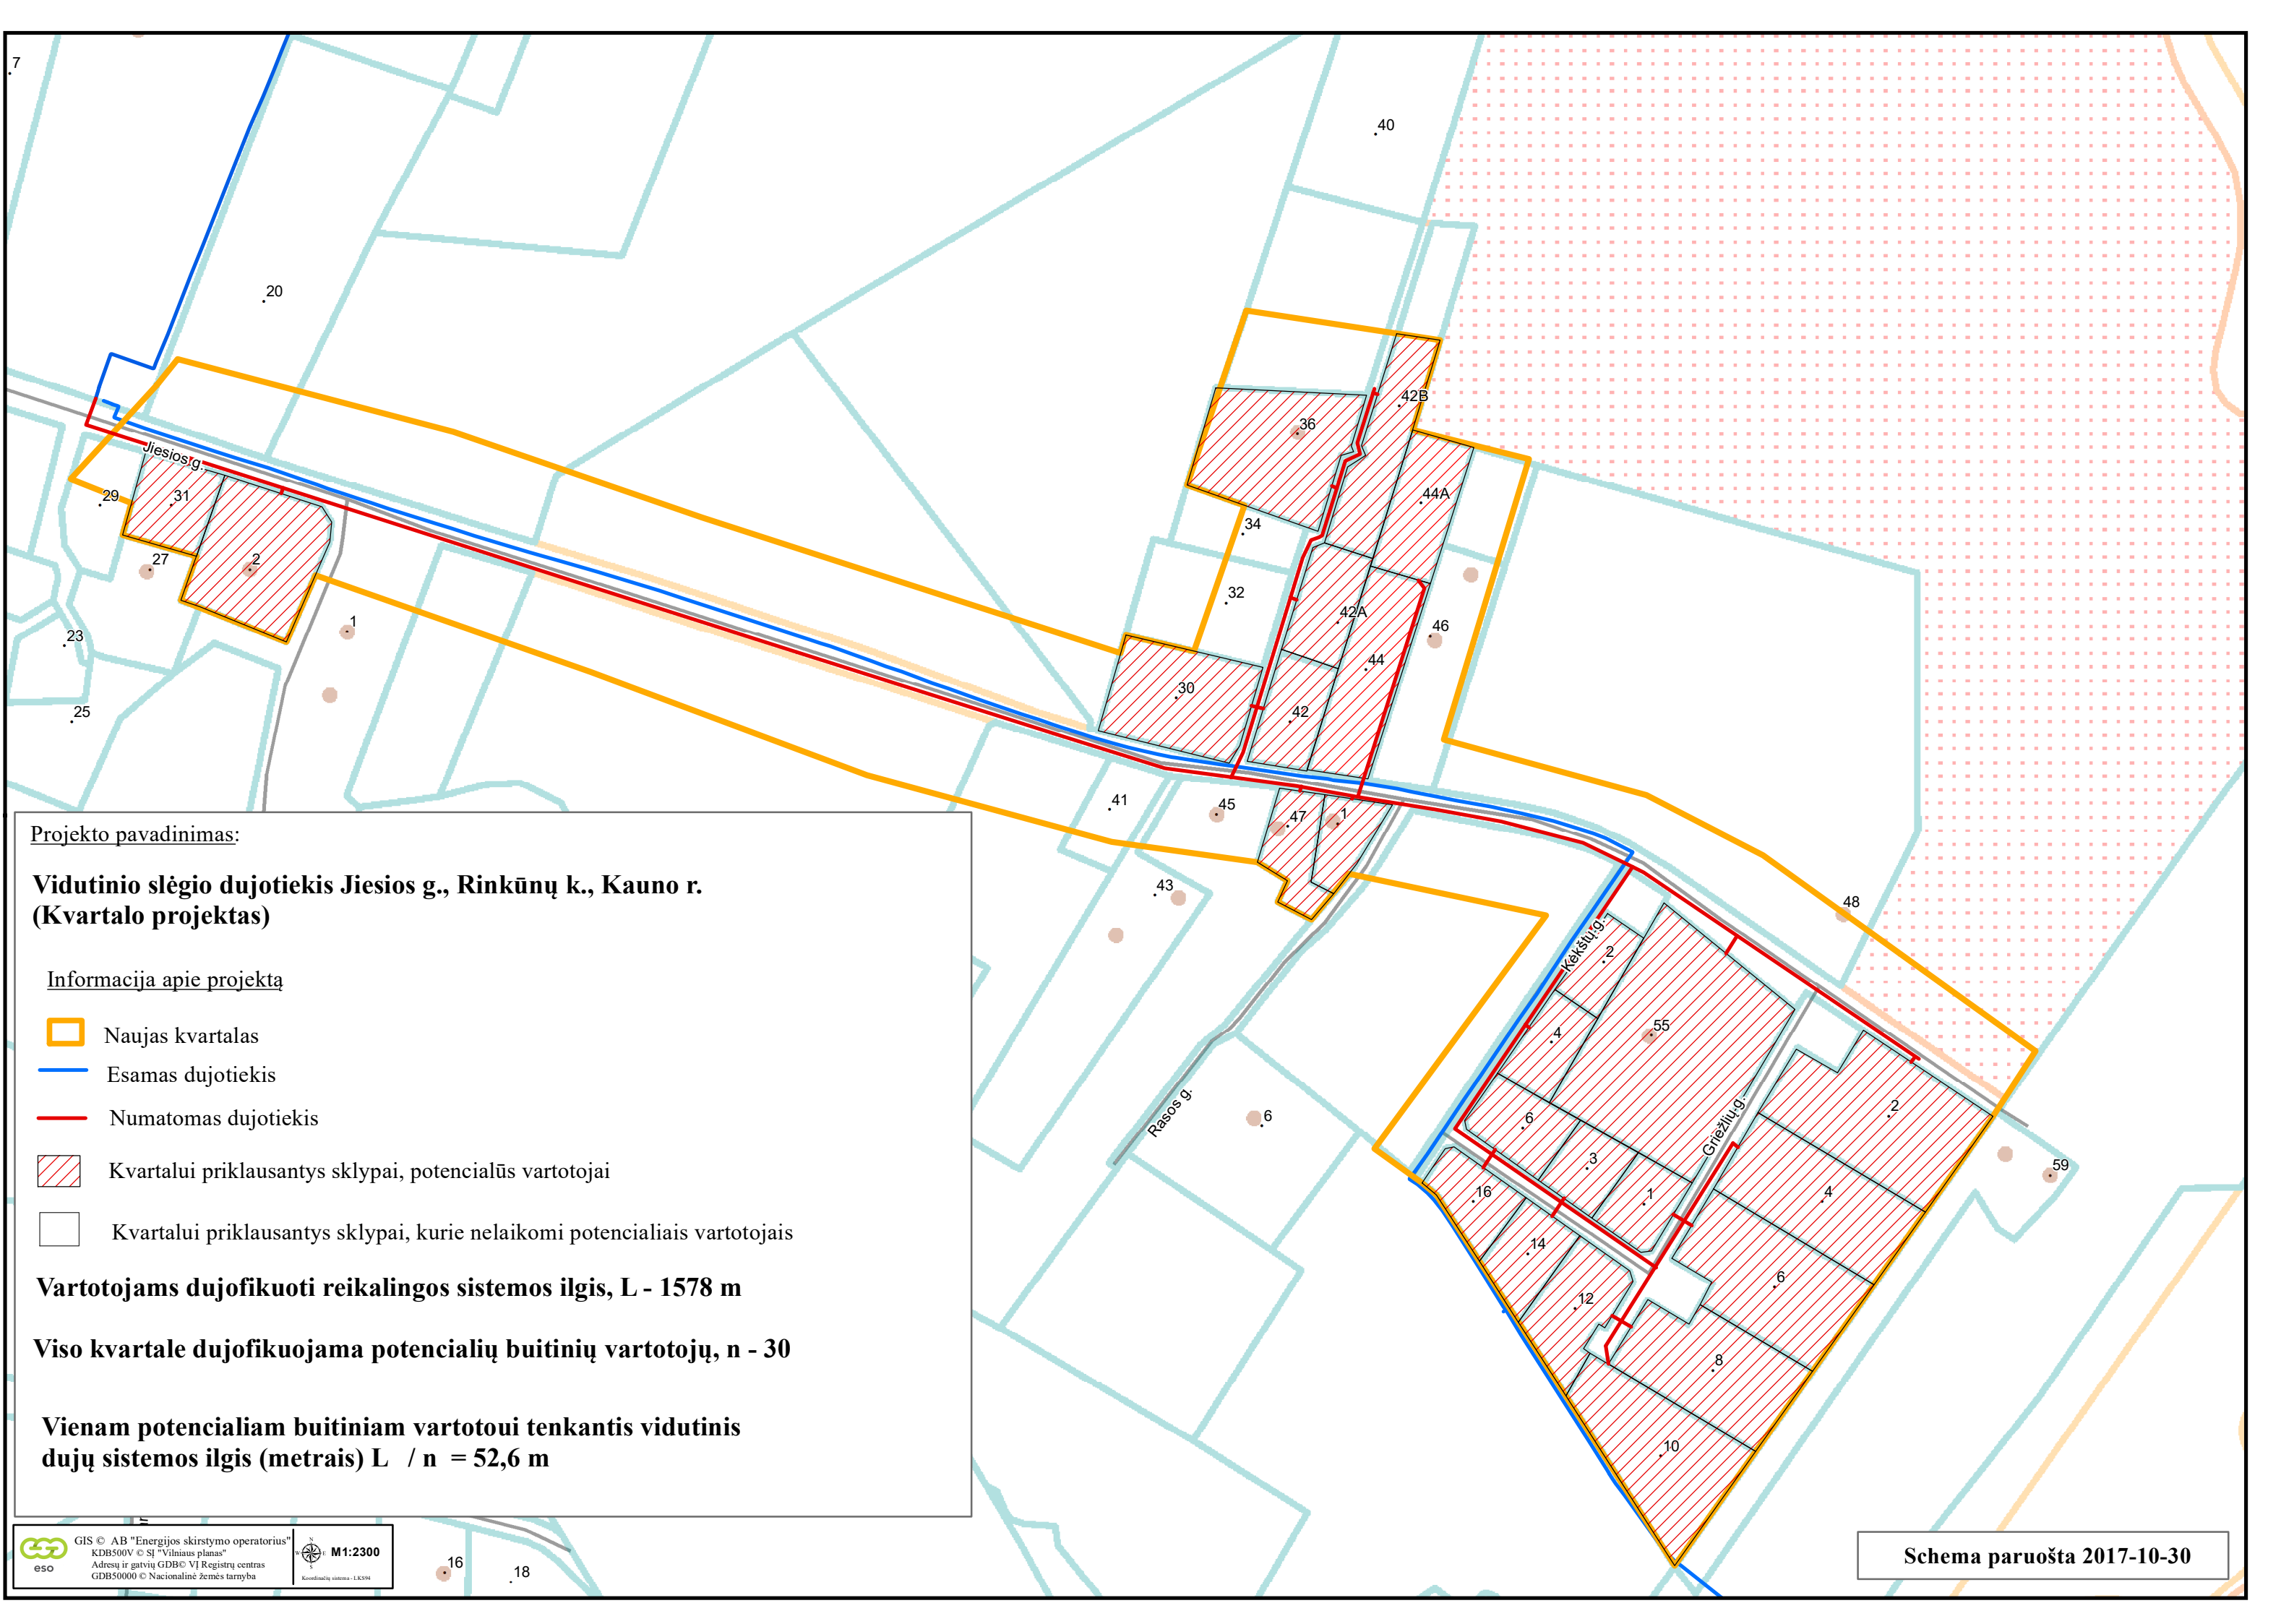 7
40
20
42B
36
44A
Jiesios g.
29
31
34
27
2
32
42A
1
46
23
44
30
25
42
41
45
47
1
43
48
Kėkštų g.
2
55
4
Rasos g.
6
6
Griežlių g.
2
3
59
16
1
4
14
6
12
8
10
16
18
Projekto pavadinimas:
Vidutinio slėgio dujotiekis Jiesios g., Rinkūnų k., Kauno r.
(Kvartalo projektas)
Informacija apie projektą
Naujas kvartalas
Esamas dujotiekis
Numatomas dujotiekis
Kvartalui priklausantys sklypai, potencialūs vartotojai
Kvartalui priklausantys sklypai, kurie nelaikomi potencialiais vartotojais
Vartotojams dujofikuoti reikalingos sistemos ilgis, L - 1578 m
Viso kvartale dujofikuojama potencialių buitinių vartotojų, n - 30
Vienam potencialiam buitiniam vartotoui tenkantis vidutinis
dujų sistemos ilgis (metrais) L / n = 52,6 m
eso
GIS © AB "Energijos skirstymo operatorius"
KDB500V © SĮ "Vilniaus planas"
Adresų ir gatvių GDB© VĮ Registrų centras
GDB50000 © Nacionalinė žemės tarnyba
N
W E
S
M1:2300
Koordinačių sistema - LKS94
Schema paruošta 2017-10-30